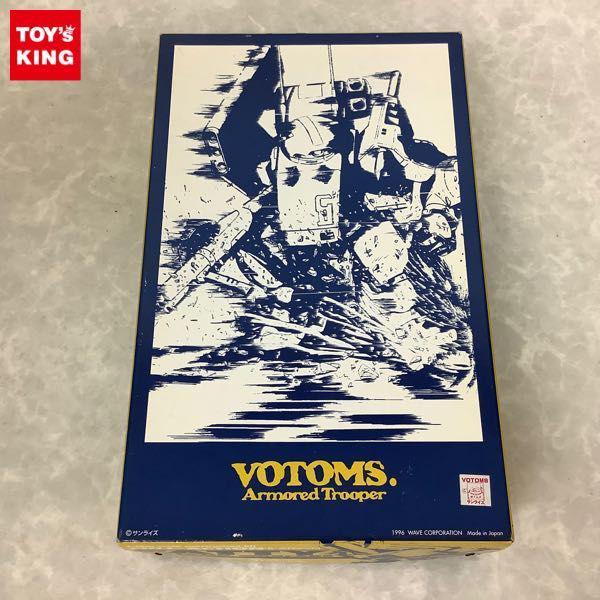 TOY's
KING
5
VOTOMS.
Armored Trooper
VOTOMS
サンライズ
©サンライズ
1996 WAVE CORPORATION Made in Japan